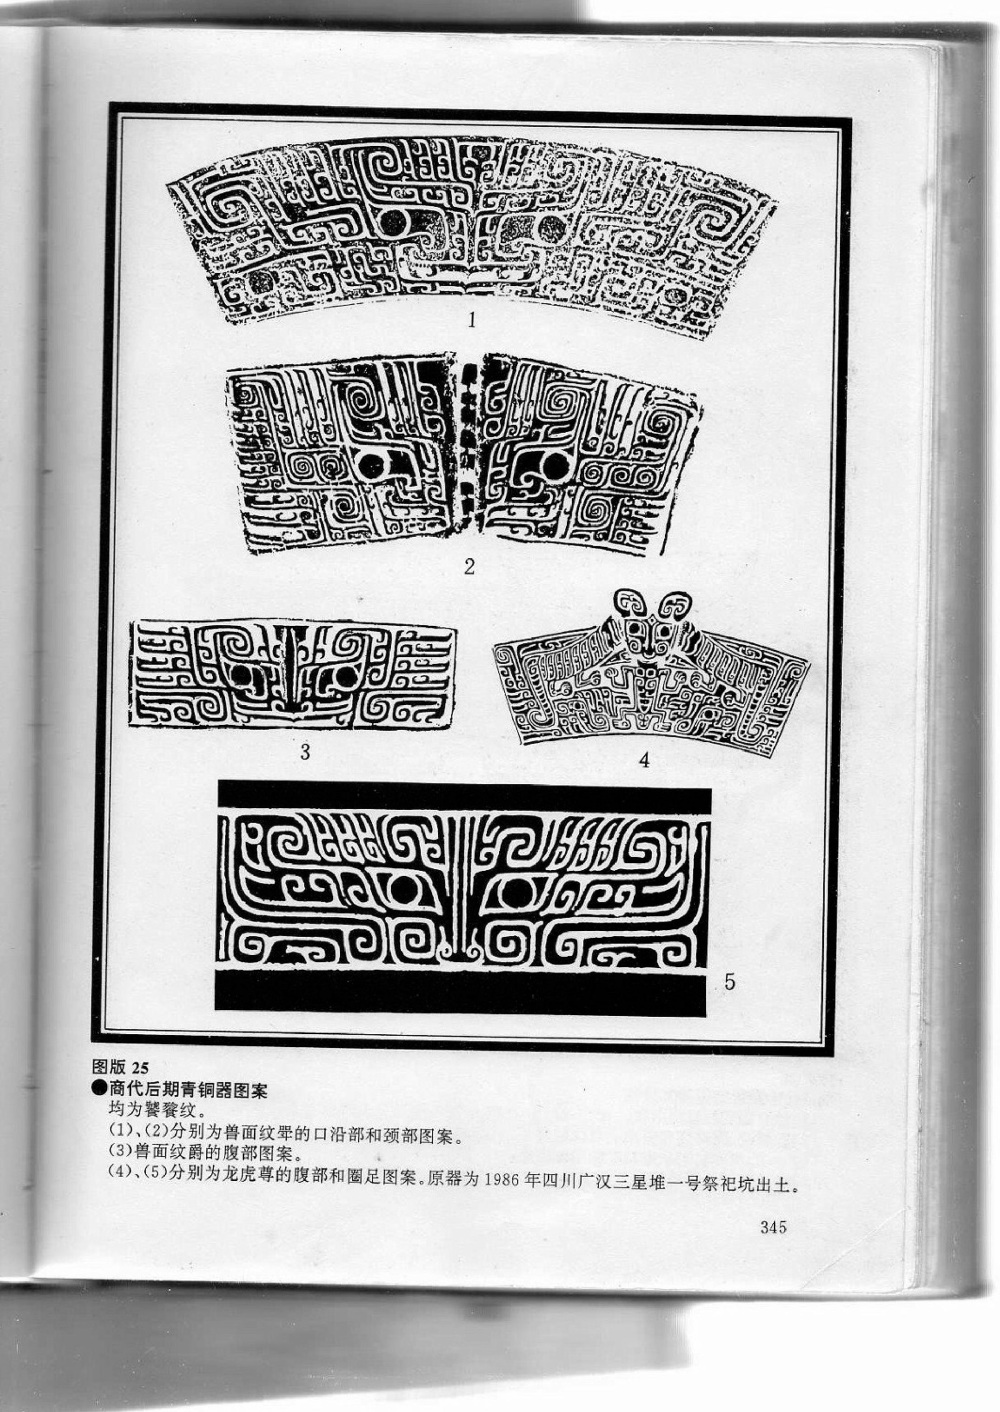 1
2
3
4
5
图版 25
●商代后期青铜器图案
均为饕餮纹。
(1)、(2)分别为兽面纹斝的口沿部和颈部图案。
(3)兽面纹爵的腹部图案。
(4)、(5)分别为龙虎尊的腹部和圈足图案。原器为 1986 年四川广汉三星堆一号祭祀坑出土。
345